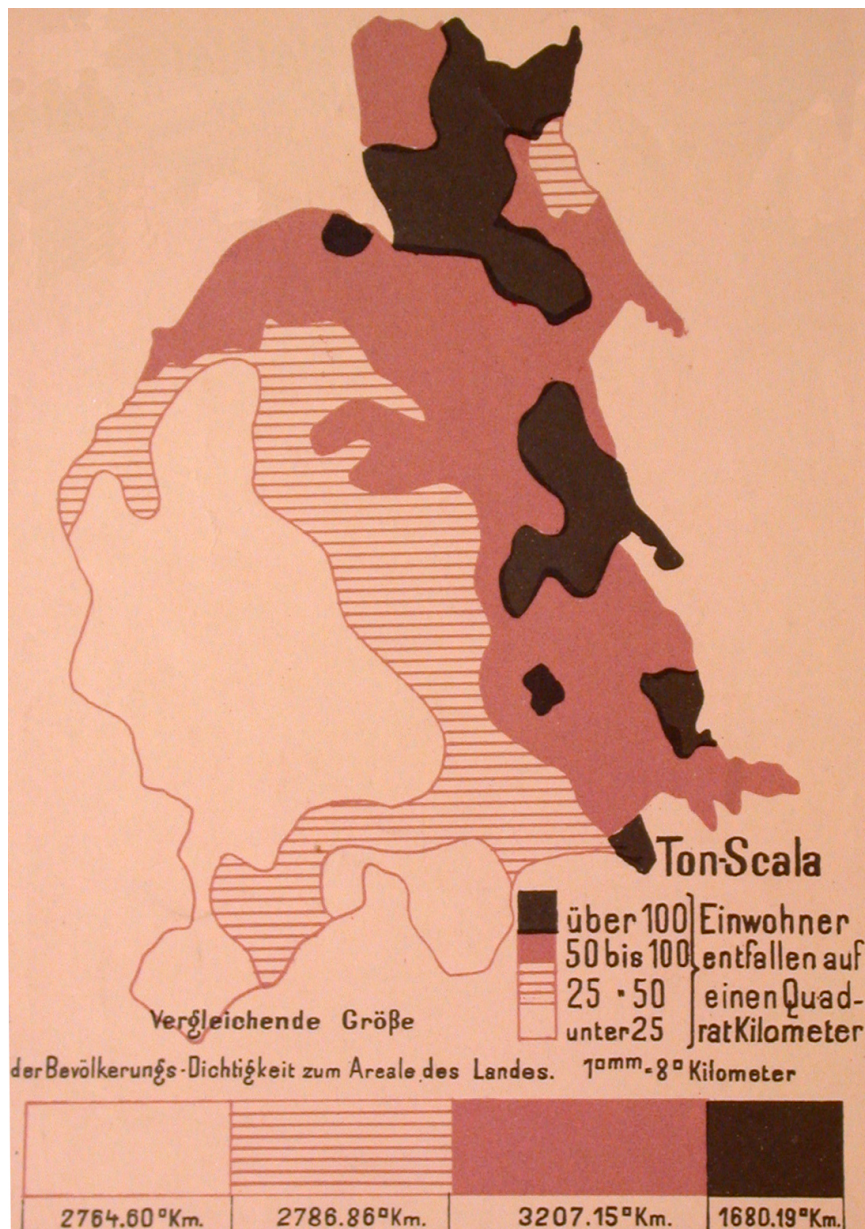 Ton-Scala
über 100 Einwohner
50 bis 100 entfallen auf
25 " 50 einen Quad-
unter 25 rat Kilometer
Vergleichende Größe
der Bevölkerungs-Dichtigkeit zum Areale des Landes. 1□mm = 8□ Kilometer
2764.60□Km. 2786.86□Km. 3207.15□Km. 1680.19□Km.